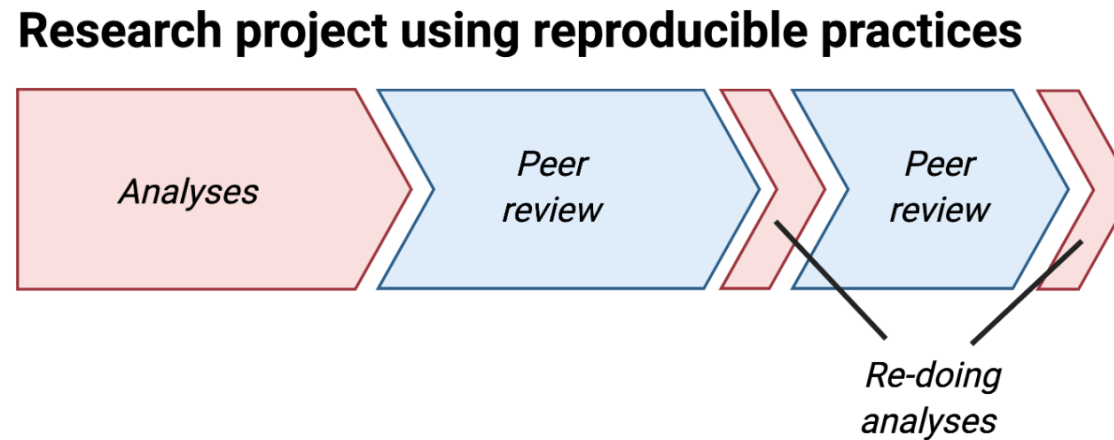 Research project using reproducible practices
Analyses
Peer
review
Peer
review
Re-doing
analyses